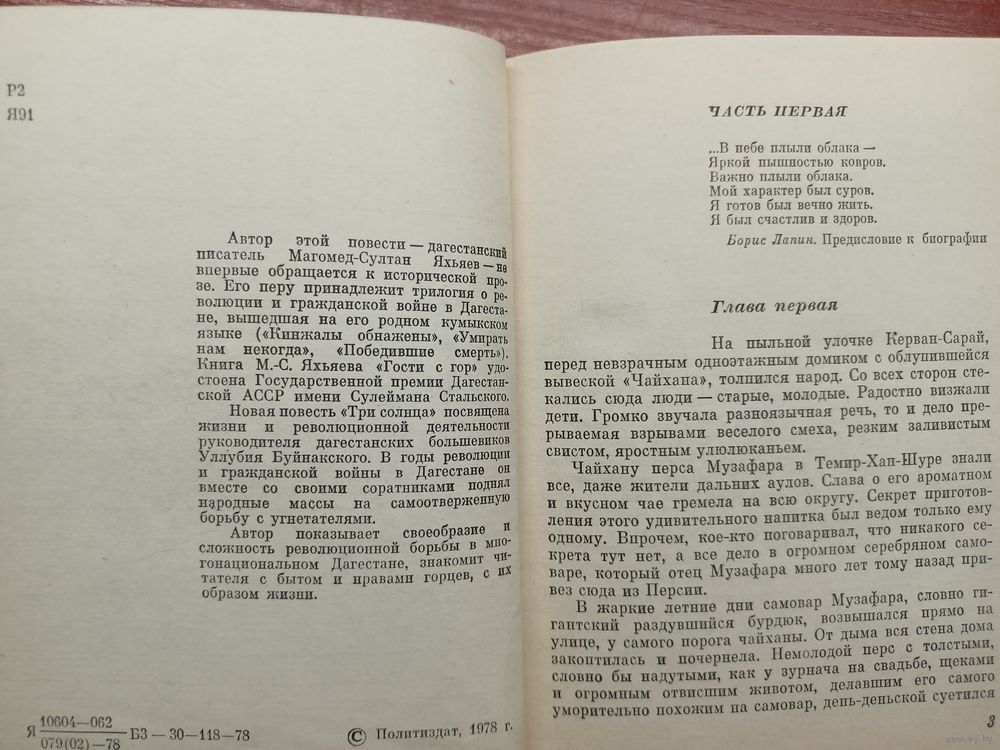 Р2
Я91
Автор этой повести — дагестанский
писатель Магомед-Султан Яхьяев — не
впервые обращается к исторической про-
зе. Его перу принадлежит трилогия о ре-
волюции и гражданской войне в Дагеста-
не, вышедшая на его родном кумыкском
языке («Кинжалы обнажены», «Умирать
нам некогда», «Победившие смерть»).
Книга М.-С. Яхьяева «Гости с гор» удо-
стоена Государственной премии Дагестан-
ской АССР имени Сулеймана Стальского.
Новая повесть «Три солнца» посвящена
жизни и революционной деятельности
руководителя дагестанских большевиков
Уллубия Буйнакского. В годы революции
и гражданской войны в Дагестане он
вместе со своими соратниками поднял
народные массы на самоотверженную
борьбу с угнетателями.
Автор показывает своеобразие и
сложность революционной борьбы в мно-
гонациональном Дагестане, знакомит чи-
тателя с бытом и нравами горцев, с их
образом жизни.
Я 10604—062
079(02)—78 БЗ — 30—118—78
© Политиздат, 1978 г.
ЧАСТЬ ПЕРВАЯ
...В небе плыли облака —
Яркой пышностью ковров.
Важно плыли облака.
Мой характер был суров.
Я готов был вечно жить.
Я был счастлив и здоров.
Борис Лапин. Предисловие к биографии
Глава первая
На пыльной улочке Керван-Сарай,
перед невзрачным одноэтажным домиком с облупившейся
вывеской «Чайхана», толпился народ. Со всех сторон сте-
кались сюда люди — старые, молодые. Радостно визжали
дети. Громко звучала разноязычная речь, то и дело пре-
рываемая взрывами веселого смеха, резким заливистым
свистом, яростным улюлюканьем.
Чайхану перса Музафара в Темир-Хан-Шуре знали
все, даже жители дальних аулов. Слава о его ароматном
и вкусном чае гремела на всю округу. Секрет приготов-
ления этого удивительного напитка был ведом только ему
одному. Впрочем, кое-кто поговаривал, что никакого се-
крета тут нет, а все дело в огромном серебряном само-
варе, который отец Музафара много лет тому назад при-
вез сюда из Персии.
В жаркие летние дни самовар Музафара, словно ги-
гантский раздувшийся бурдюк, возвышался прямо на
улице, у самого порога чайханы. От дыма вся стена дома
закоптилась и почернела. Немолодой перс с толстыми,
словно бы надутыми, как у зурнача на свадьбе, щеками
и огромным отвисшим животом, делавшим его самого
уморительно похожим на самовар, день-деньской суетился
3
www.ay.by